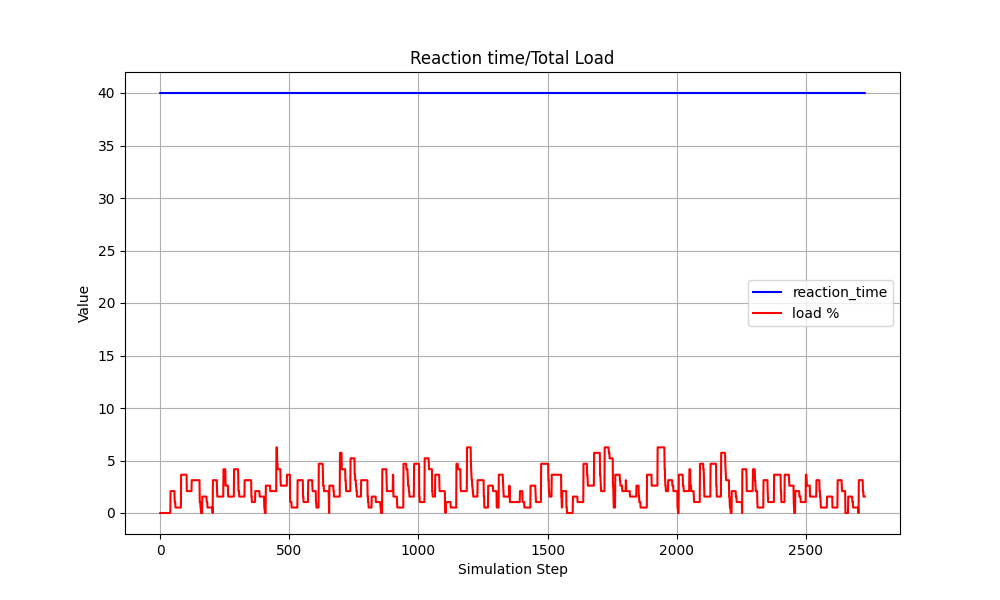 Reaction time/Total Load
40
35
30
25
20
15
10
5
0
Value
reaction_time
load %
0 500 1000 1500 2000 2500
Simulation Step